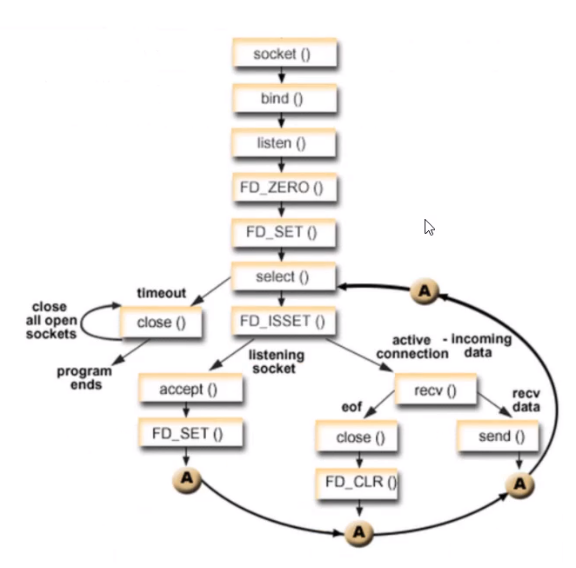 socket ()
bind ()
listen ()
FD_ZERO ()
FD_SET ()
select ()
A
timeout
close
all open
sockets
close ()
program
ends
FD_ISSET ()
listening
socket
active - incoming
connection data
accept ()
FD_SET ()
A
recv ()
eof
recv
data
close ()
FD_CLR ()
A
send ()
A